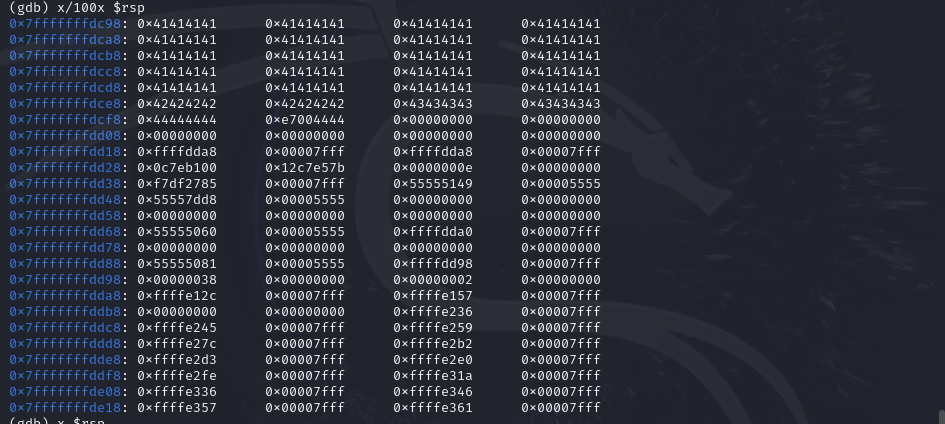 (gdb) x/100x $rsp
0x7fffffffdc98: 0x41414141 0x41414141 0x41414141 0x41414141
0x7fffffffdca8: 0x41414141 0x41414141 0x41414141 0x41414141
0x7fffffffdcb8: 0x41414141 0x41414141 0x41414141 0x41414141
0x7fffffffdcc8: 0x41414141 0x41414141 0x41414141 0x41414141
0x7fffffffdcd8: 0x41414141 0x41414141 0x41414141 0x41414141
0x7fffffffdce8: 0x42424242 0x42424242 0x43434343 0x43434343
0x7fffffffdcf8: 0x44444444 0xe7004444 0x00000000 0x00000000
0x7fffffffdd08: 0x00000000 0x00000000 0x00000000 0x00000000
0x7fffffffdd18: 0xffffdda8 0x00007fff 0xffffdda8 0x00007fff
0x7fffffffdd28: 0x0c7eb100 0x12c7e57b 0x0000000e 0x00000000
0x7fffffffdd38: 0xf7df2785 0x00007fff 0x55555149 0x00005555
0x7fffffffdd48: 0x55557dd8 0x00005555 0x00000000 0x00000000
0x7fffffffdd58: 0x00000000 0x00000000 0x00000000 0x00000000
0x7fffffffdd68: 0x55555060 0x00005555 0xffffdda0 0x00007fff
0x7fffffffdd78: 0x00000000 0x00000000 0x00000000 0x00000000
0x7fffffffdd88: 0x55555081 0x00005555 0xffffdd98 0x00007fff
0x7fffffffdd98: 0x00000038 0x00000000 0x00000002 0x00000000
0x7fffffffdda8: 0xffffe12c 0x00007fff 0xffffe157 0x00007fff
0x7fffffffddb8: 0x00000000 0x00000000 0xffffe236 0x00007fff
0x7fffffffddc8: 0xffffe245 0x00007fff 0xffffe259 0x00007fff
0x7fffffffddd8: 0xffffe27c 0x00007fff 0xffffe2b2 0x00007fff
0x7fffffffdde8: 0xffffe2d3 0x00007fff 0xffffe2e0 0x00007fff
0x7fffffffddf8: 0xffffe2fe 0x00007fff 0xffffe31a 0x00007fff
0x7fffffffde08: 0xffffe336 0x00007fff 0xffffe346 0x00007fff
0x7fffffffde18: 0xffffe357 0x00007fff 0xffffe361 0x00007fff
(gdb) x $rsp